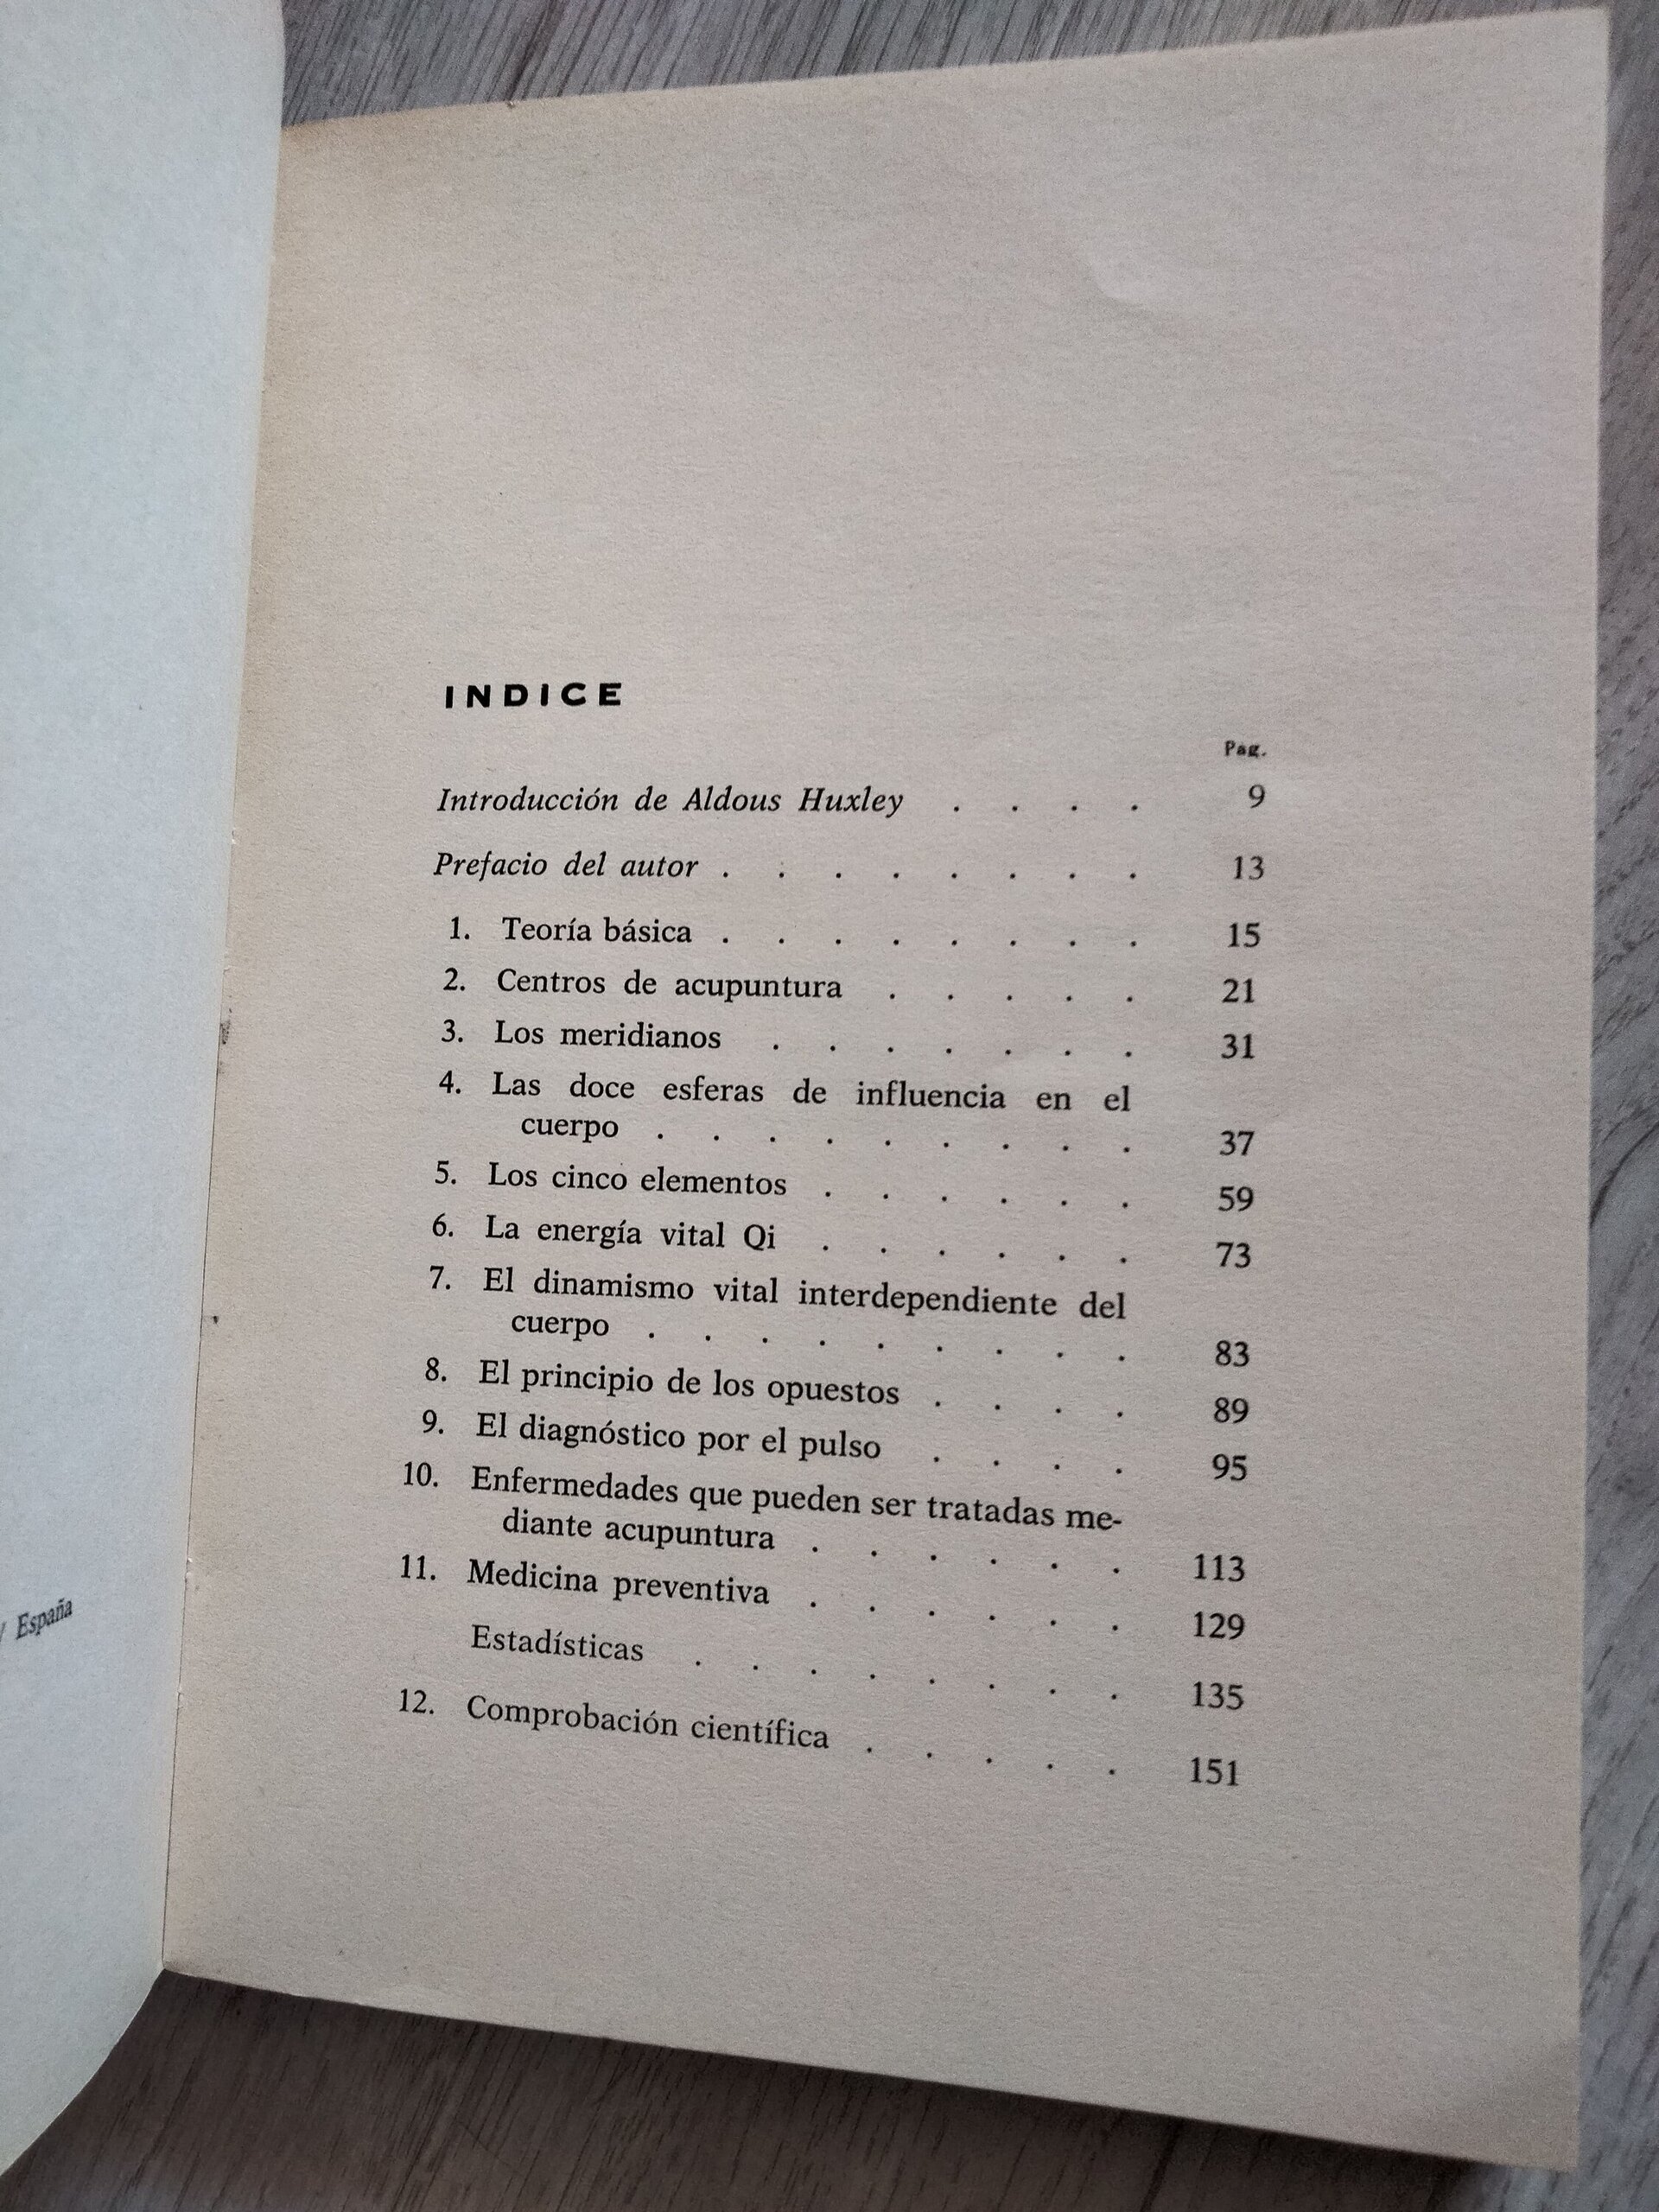 INDICE
Pag.
Introducción de Aldous Huxley . . . . 9
Prefacio del autor . . . . . . . . 13
1. Teoría básica . . . . . . . . 15
2. Centros de acupuntura . . . . . 21
3. Los meridianos . . . . . . . 31
4. Las doce esferas de influencia en el
cuerpo . . . . . . . . . 37
5. Los cinco elementos . . . . . . 59
6. La energía vital Qi . . . . . . 73
7. El dinamismo vital interdependiente del
cuerpo . . . . . . . . . 83
8. El principio de los opuestos . . . . 89
9. El diagnóstico por el pulso . . . . 95
10. Enfermedades que pueden ser tratadas me-
diante acupuntura . . . . . . 113
11. Medicina preventiva . . . . . . 129
Estadísticas . . . . . . . . 135
12. Comprobación científica . . . . . 151
/ España